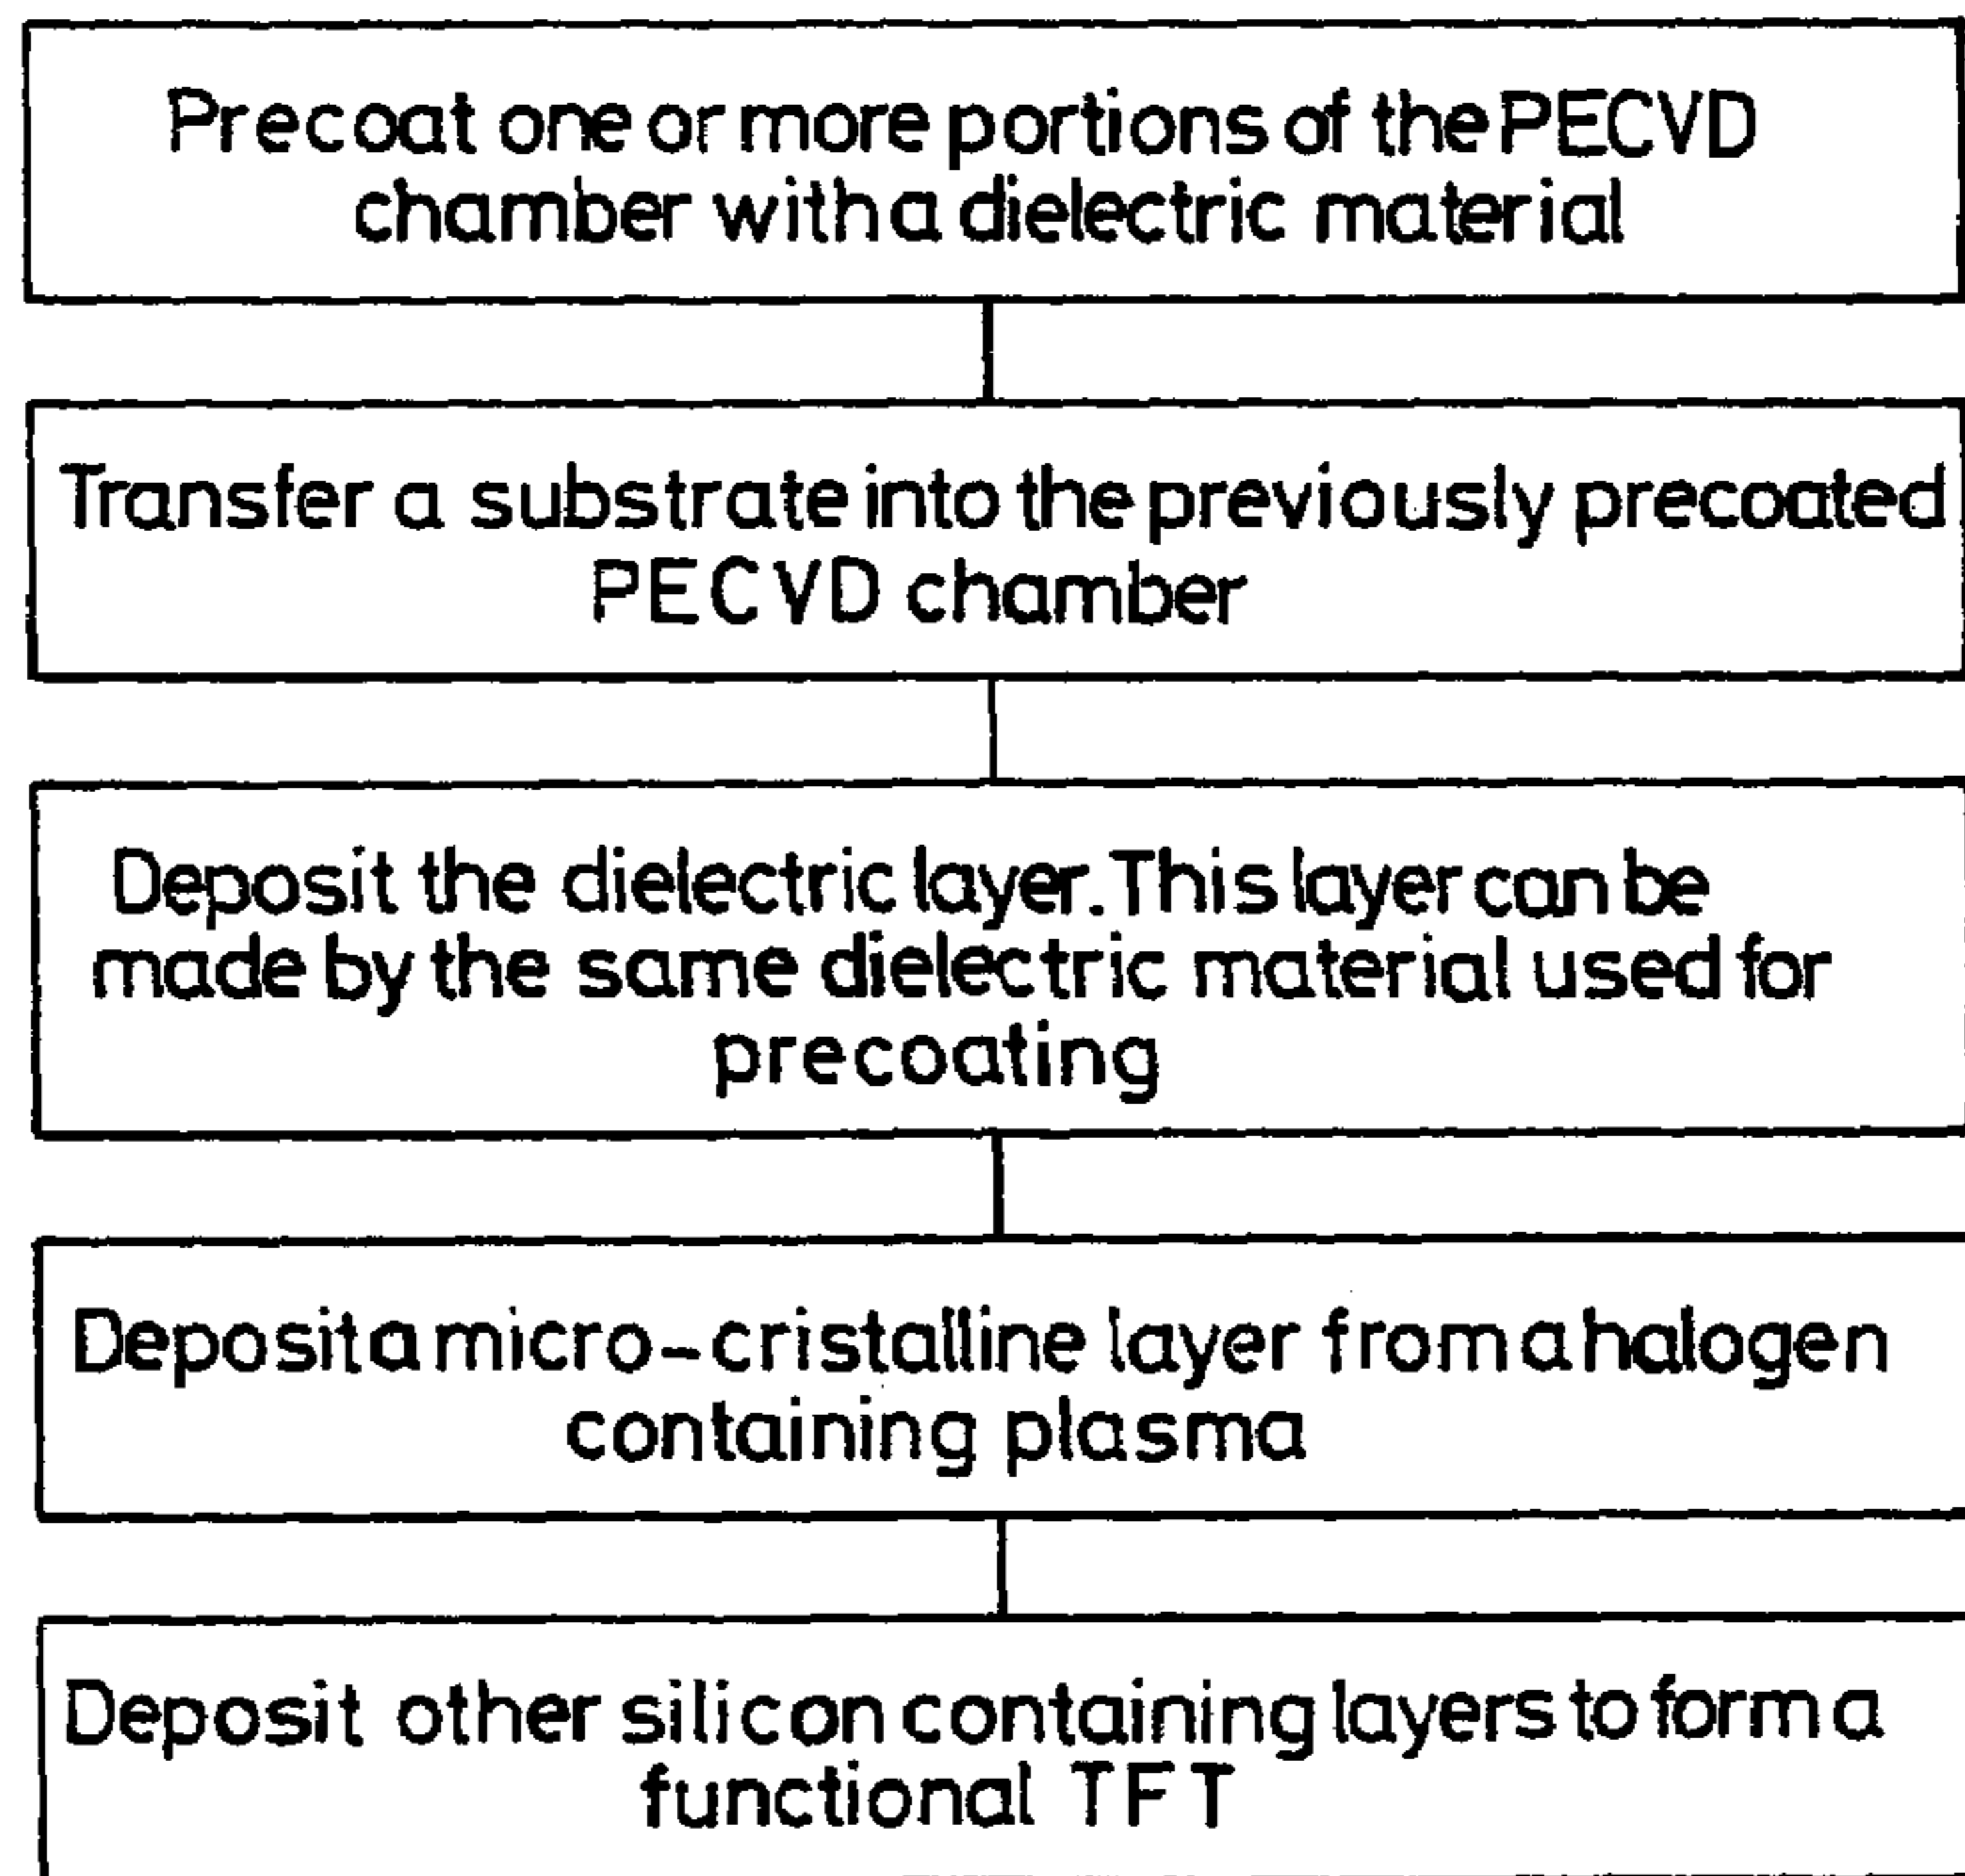 Precoat one or more portions of the PECVD
chamber with a dielectric material
Transfer a substrate into the previously precoated
PECVD chamber
Deposit the dielectric layer. This layer can be
made by the same dielectric material used for
precoating
Deposit a micro-cristalline layer from a halogen
containing plasma
Deposit other silicon containing layers to form a
functional TFT